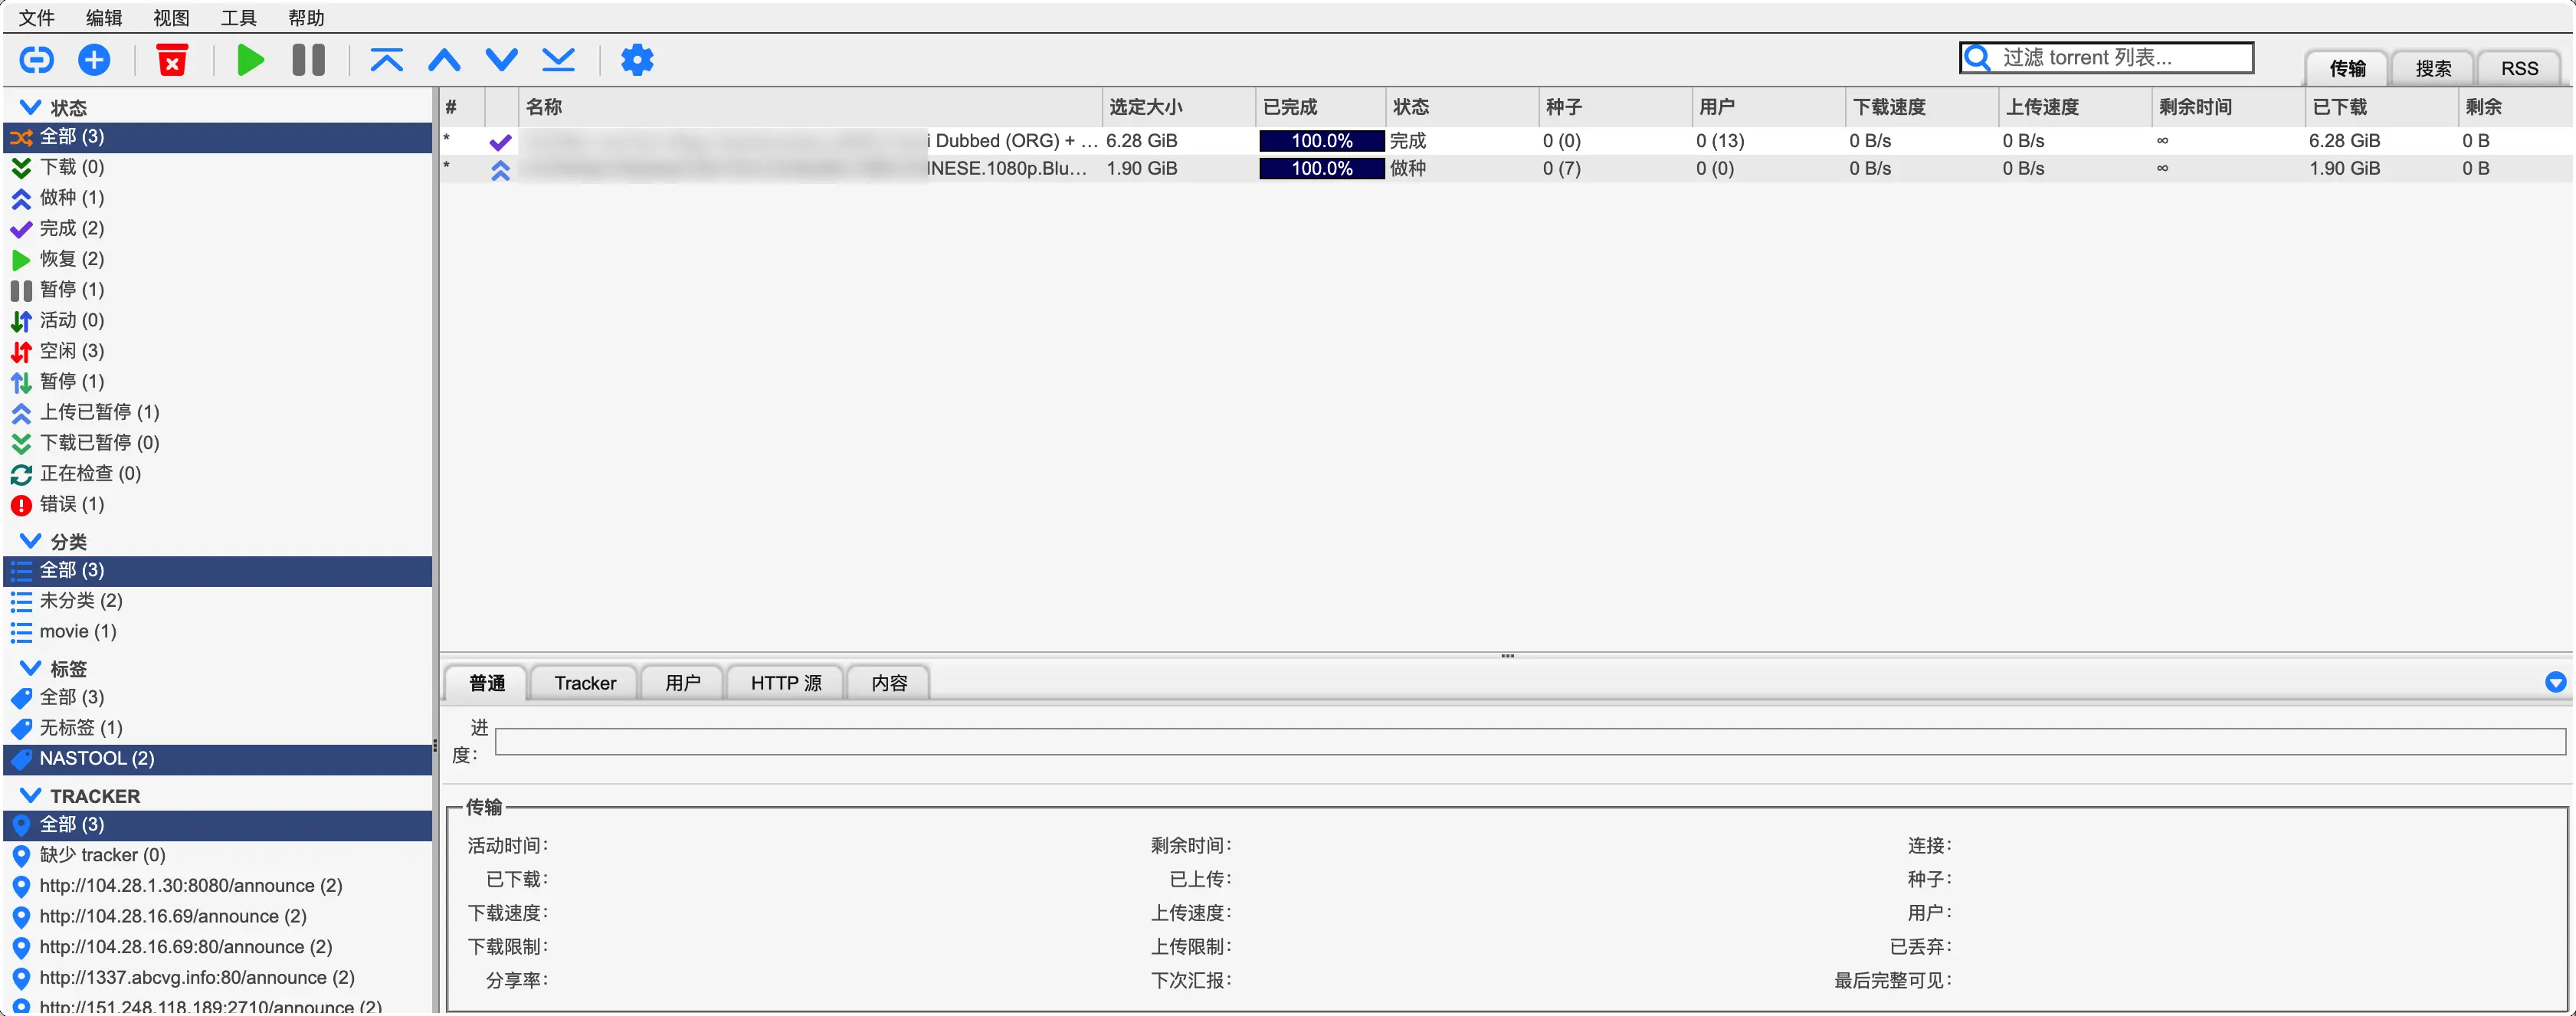 文件 编辑 视图 工具 帮助
过滤 torrent 列表... 传输 搜索 RSS
状态
全部 (3)
下载 (0)
做种 (1)
完成 (2)
恢复 (2)
暂停 (1)
活动 (0)
空闲 (3)
暂停 (1)
上传已暂停 (1)
下载已暂停 (0)
正在检查 (0)
错误 (1)
分类
全部 (3)
未分类 (2)
movie (1)
标签
全部 (3)
无标签 (1)
NASTOOL (2)
TRACKER
全部 (3)
缺少 tracker (0)
http://104.28.1.30:8080/announce (2)
http://104.28.16.69/announce (2)
http://104.28.16.69:80/announce (2)
http://1337.abcvg.info:80/announce (2)
http://151.248.118.189:2710/announce (2)
# 名称 选定大小 已完成 状态 种子 用户 下载速度 上传速度 剩余时间 已下载 剩余
* i Dubbed (ORG) + ... 6.28 GiB 100.0% 完成 0 (0) 0 (13) 0 B/s 0 B/s ∞ 6.28 GiB 0 B
* INESE.1080p.Blu... 1.90 GiB 100.0% 做种 0 (7) 0 (0) 0 B/s 0 B/s ∞ 1.90 GiB 0 B
普通 Tracker 用户 HTTP 源 内容
进
度:
传输
活动时间: 剩余时间: 连接:
已下载: 已上传: 种子:
下载速度: 上传速度: 用户:
下载限制: 上传限制: 已丢弃:
分享率: 下次汇报: 最后完整可见: